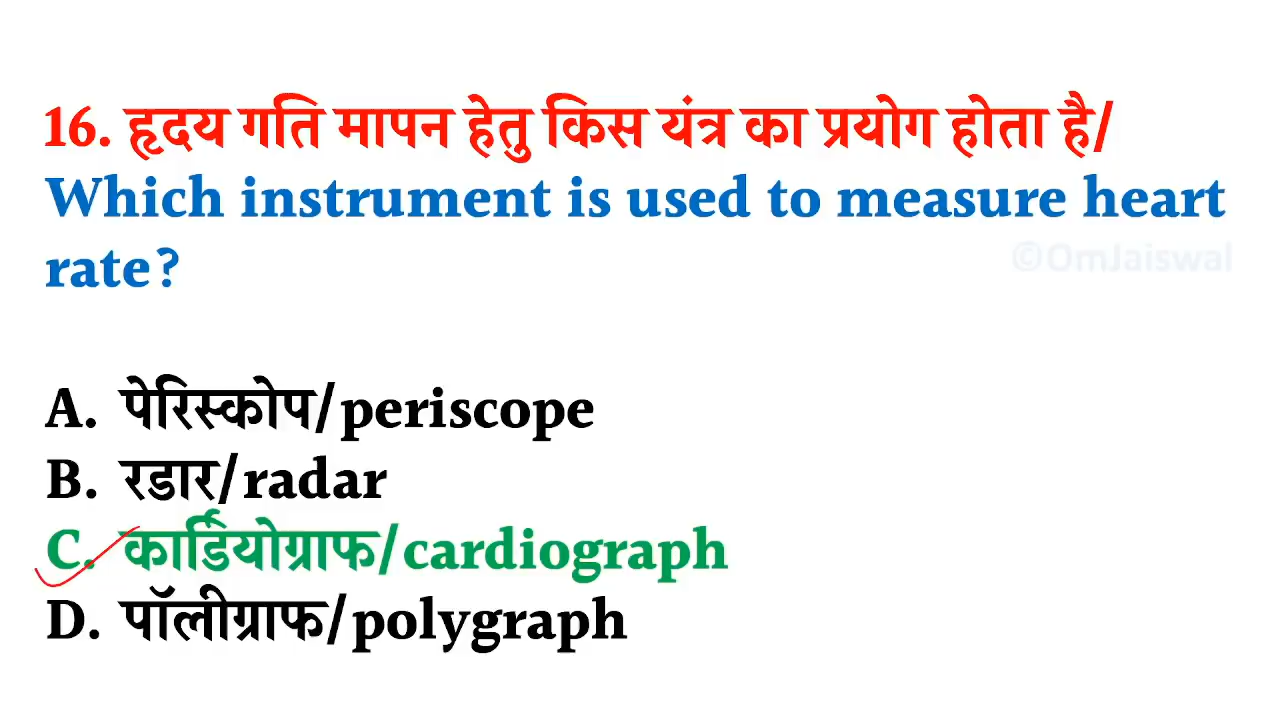 16. हृदय गति मापन हेतु किस यंत्र का प्रयोग होता है/
Which instrument is used to measure heart
rate?
©OmJaiswal
A. पेरिस्कोप/periscope
B. रडार/radar
C. कार्डियोग्राफ/cardiograph
D. पॉलीग्राफ/polygraph